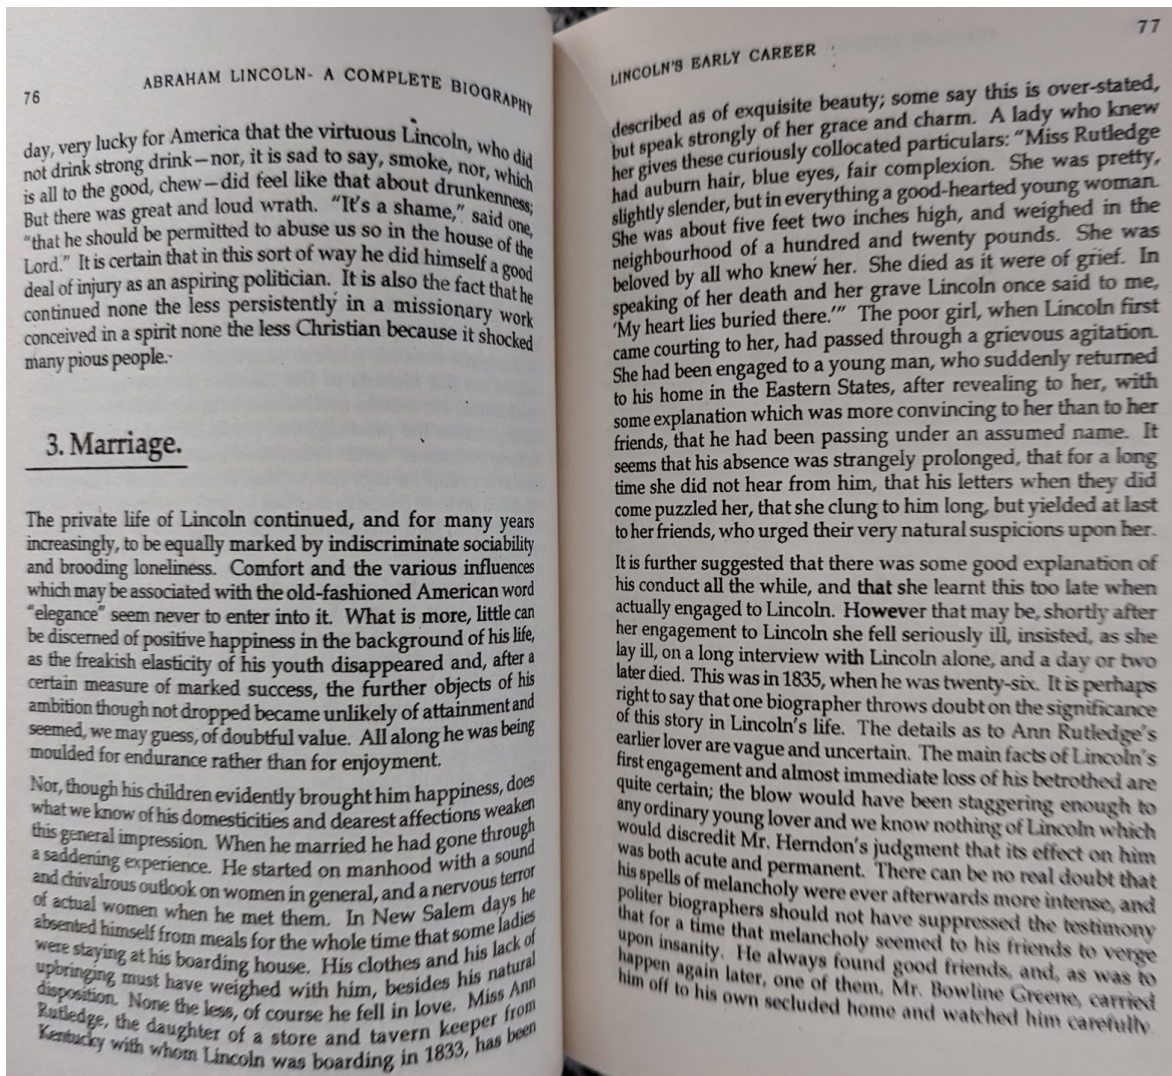 76
ABRAHAM LINCOLN- A COMPLETE BIOGRAPHY
day, very lucky for America that the virtuous Lincoln, who did
not drink strong drink—nor, it is sad to say, smoke, nor, which
is all to the good, chew—did feel like that about drunkenness;
But there was great and loud wrath. "It's a shame," said one,
"that he should be permitted to abuse us so in the house of the
Lord." It is certain that in this sort of way he did himself a good
deal of injury as an aspiring politician. It is also the fact that he
continued none the less persistently in a missionary work
conceived in a spirit none the less Christian because it shocked
many pious people.
3. Marriage.
The private life of Lincoln continued, and for many years
increasingly, to be equally marked by indiscriminate sociability
and brooding loneliness. Comfort and the various influences
which may be associated with the old-fashioned American word
"elegance" seem never to enter into it. What is more, little can
be discerned of positive happiness in the background of his life,
as the freakish elasticity of his youth disappeared and, after a
certain measure of marked success, the further objects of his
ambition though not dropped became unlikely of attainment and
seemed, we may guess, of doubtful value. All along he was being
moulded for endurance rather than for enjoyment.
Nor, though his children evidently brought him happiness, does
what we know of his domesticities and dearest affections weaken
this general impression. When he married he had gone through
a saddening experience. He started on manhood with a sound
and chivalrous outlook on women in general, and a nervous terror
of actual women when he met them. In New Salem days he
absented himself from meals for the whole time that some ladies
were staying at his boarding house. His clothes and his lack of
upbringing must have weighed with him, besides his natural
disposition. None the less, of course he fell in love. Miss Ann
Rutledge, the daughter of a store and tavern keeper from
Kentucky with whom Lincoln was boarding in 1833, has been
LINCOLN'S EARLY CAREER
77
described as of exquisite beauty; some say this is over-stated,
but speak strongly of her grace and charm. A lady who knew
her gives these curiously collocated particulars: "Miss Rutledge
had auburn hair, blue eyes, fair complexion. She was pretty,
slightly slender, but in everything a good-hearted young woman.
She was about five feet two inches high, and weighed in the
neighbourhood of a hundred and twenty pounds. She was
beloved by all who knew her. She died as it were of grief. In
speaking of her death and her grave Lincoln once said to me,
'My heart lies buried there.'" The poor girl, when Lincoln first
came courting to her, had passed through a grievous agitation.
She had been engaged to a young man, who suddenly returned
to his home in the Eastern States, after revealing to her, with
some explanation which was more convincing to her than to her
friends, that he had been passing under an assumed name. It
seems that his absence was strangely prolonged, that for a long
time she did not hear from him, that his letters when they did
come puzzled her, that she clung to him long, but yielded at last
to her friends, who urged their very natural suspicions upon her.
It is further suggested that there was some good explanation of
his conduct all the while, and that she learnt this too late when
actually engaged to Lincoln. However that may be, shortly after
her engagement to Lincoln she fell seriously ill, insisted, as she
lay ill, on a long interview with Lincoln alone, and a day or two
later died. This was in 1835, when he was twenty-six. It is perhaps
right to say that one biographer throws doubt on the significance
of this story in Lincoln's life. The details as to Ann Rutledge's
earlier lover are vague and uncertain. The main facts of Lincoln's
first engagement and almost immediate loss of his betrothed are
quite certain; the blow would have been staggering enough to
any ordinary young lover and we know nothing of Lincoln which
would discredit Mr. Herndon's judgment that its effect on him
was both acute and permanent. There can be no real doubt that
his spells of melancholy were ever afterwards more intense, and
politer biographers should not have suppressed the testimony
that for a time that melancholy seemed to his friends to verge
upon insanity. He always found good friends, and, as was to
happen again later, one of them, Mr. Bowline Greene, carried
him off to his own secluded home and watched him carefully.